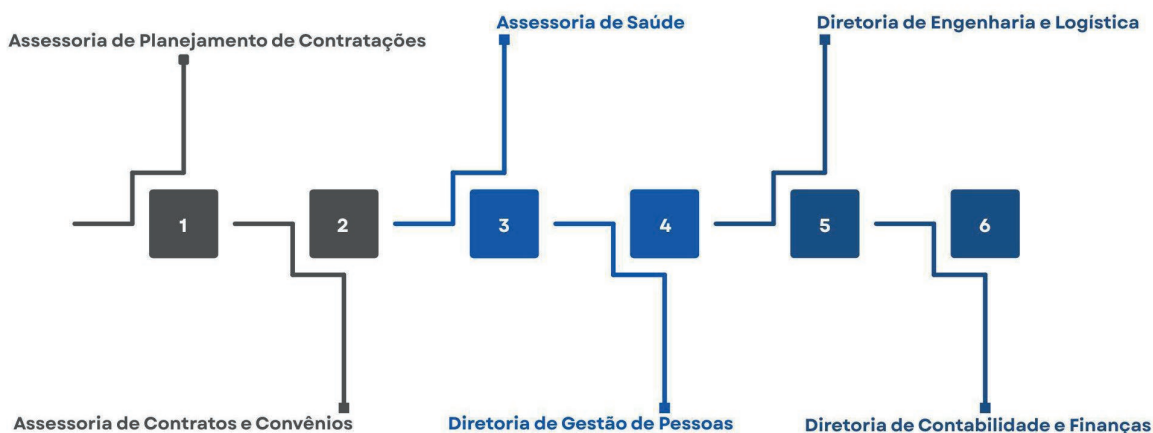 Assessoria de Saúde
Diretoria de Engenharia e Logística
Assessoria de Planejamento de Contratações
1
2
3
4
5
6
Assessoria de Contratos e Convênios
Diretoria de Gestão de Pessoas
Diretoria de Contabilidade e Finanças